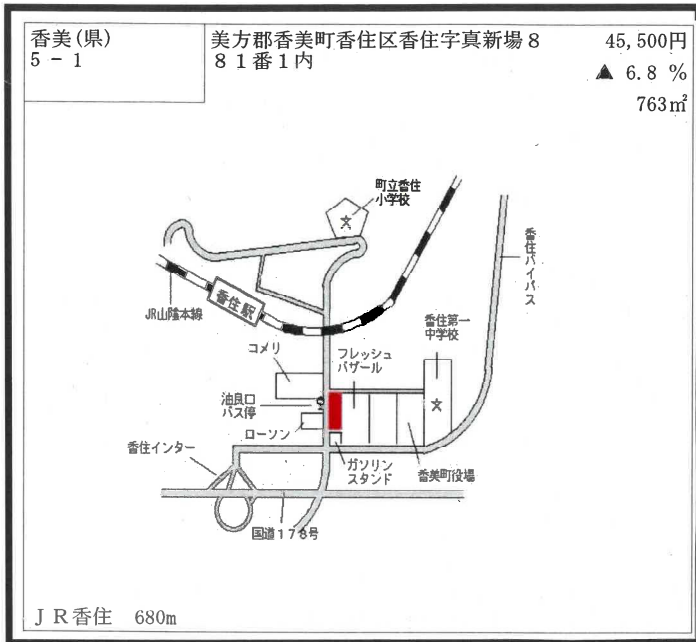 香美(県)
5－1
美方郡香美町香住区香住字真新場8
81番1内
45,500円
▲ 6.8 %
763㎡
町立香住
小学校
香住バイパス
香住駅
JR山陰本線
香住第一
中学校
コメリ
フレッシュ
バザール
油良口
バス停
ローソン
香住インター
ガソリン
スタンド
香美町役場
国道178号
JR香住 680m